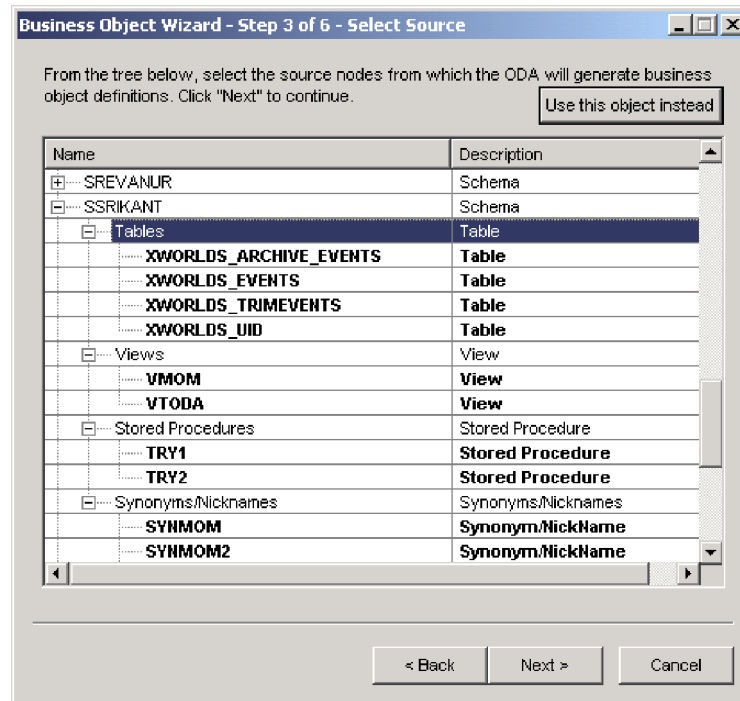 Business Object Wizard - Step 3 of 6 - Select Source
From the tree below, select the source nodes from which the ODA will generate business
object definitions. Click "Next" to continue.
Use this object instead
Name Description
SREVANUR Schema
SSRIKANT Schema
Tables Table
XWORLDS_ARCHIVE_EVENTS Table
XWORLDS_EVENTS Table
XWORLDS_TRIMEVENTS Table
XWORLDS_UID Table
Views View
VMOM View
VTODA View
Stored Procedures Stored Procedure
TRY1 Stored Procedure
TRY2 Stored Procedure
Synonyms/Nicknames Synonyms/Nicknames
SYNMOM Synonym/NickName
SYNMOM2 Synonym/NickName
< Back Next > Cancel